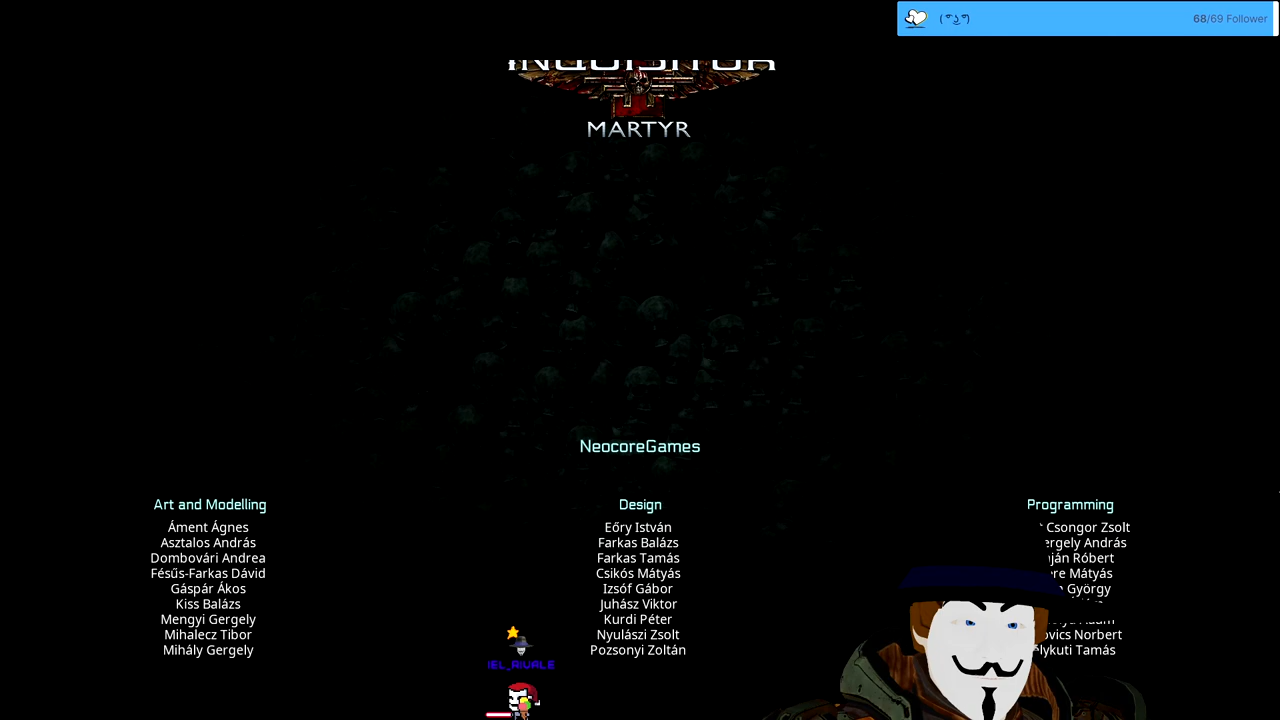 ( ͡° ͜ʖ ͡°)
68/69 Follower
INQUISITOR
MARTYR
NeocoreGames
Art and Modelling
Áment Ágnes
Asztalos András
Dombovári Andrea
Fésűs-Farkas Dávid
Gáspár Ákos
Kiss Balázs
Mengyi Gergely
Mihalecz Tibor
Mihály Gergely
Design
Eőry István
Farkas Balázs
Farkas Tamás
Csikós Mátyás
Izsóf Gábor
Juhász Viktor
Kurdi Péter
Nyulászi Zsolt
Pozsonyi Zoltán
Programming
Csongor Zsolt
András
Róbert
Mátyás
György
Norbert
Tamás
IEL_RIVALE